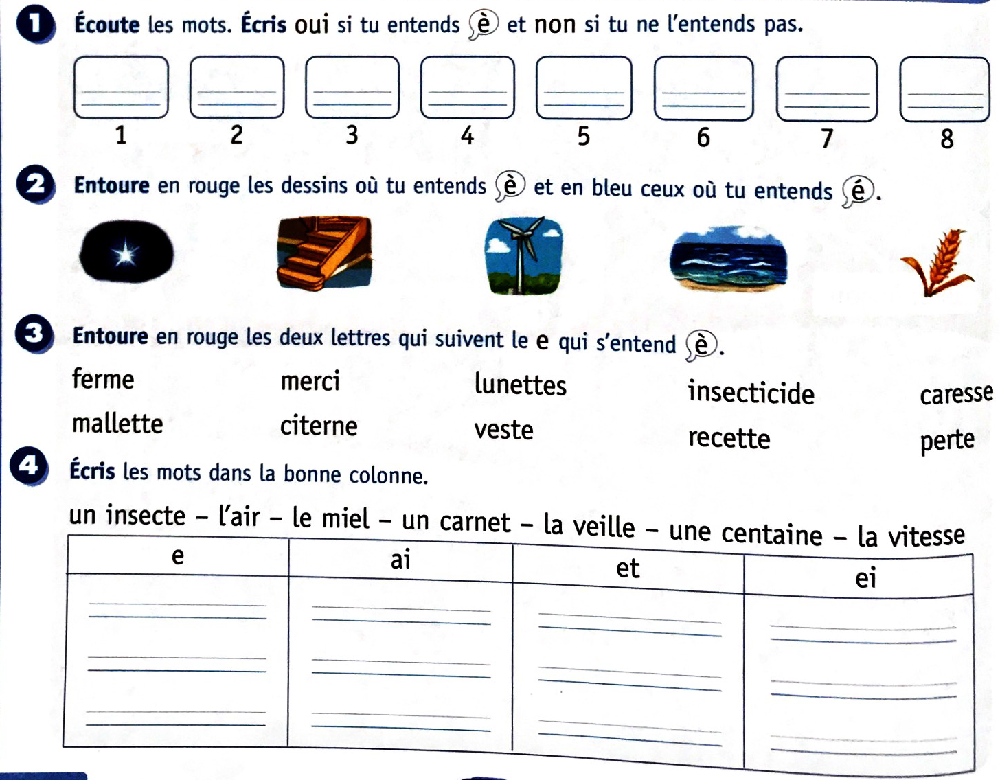 1 Écoute les mots. Écris oui si tu entends è et non si tu ne l'entends pas.
1 2 3 4 5 6 7 8
2 Entoure en rouge les dessins où tu entends è et en bleu ceux où tu entends é.
3 Entoure en rouge les deux lettres qui suivent le e qui s'entend è.
ferme merci lunettes insecticide caresse
mallette citerne veste recette perte
4 Écris les mots dans la bonne colonne.
un insecte – l'air – le miel – un carnet – la veille – une centaine – la vitesse
e ai et ei